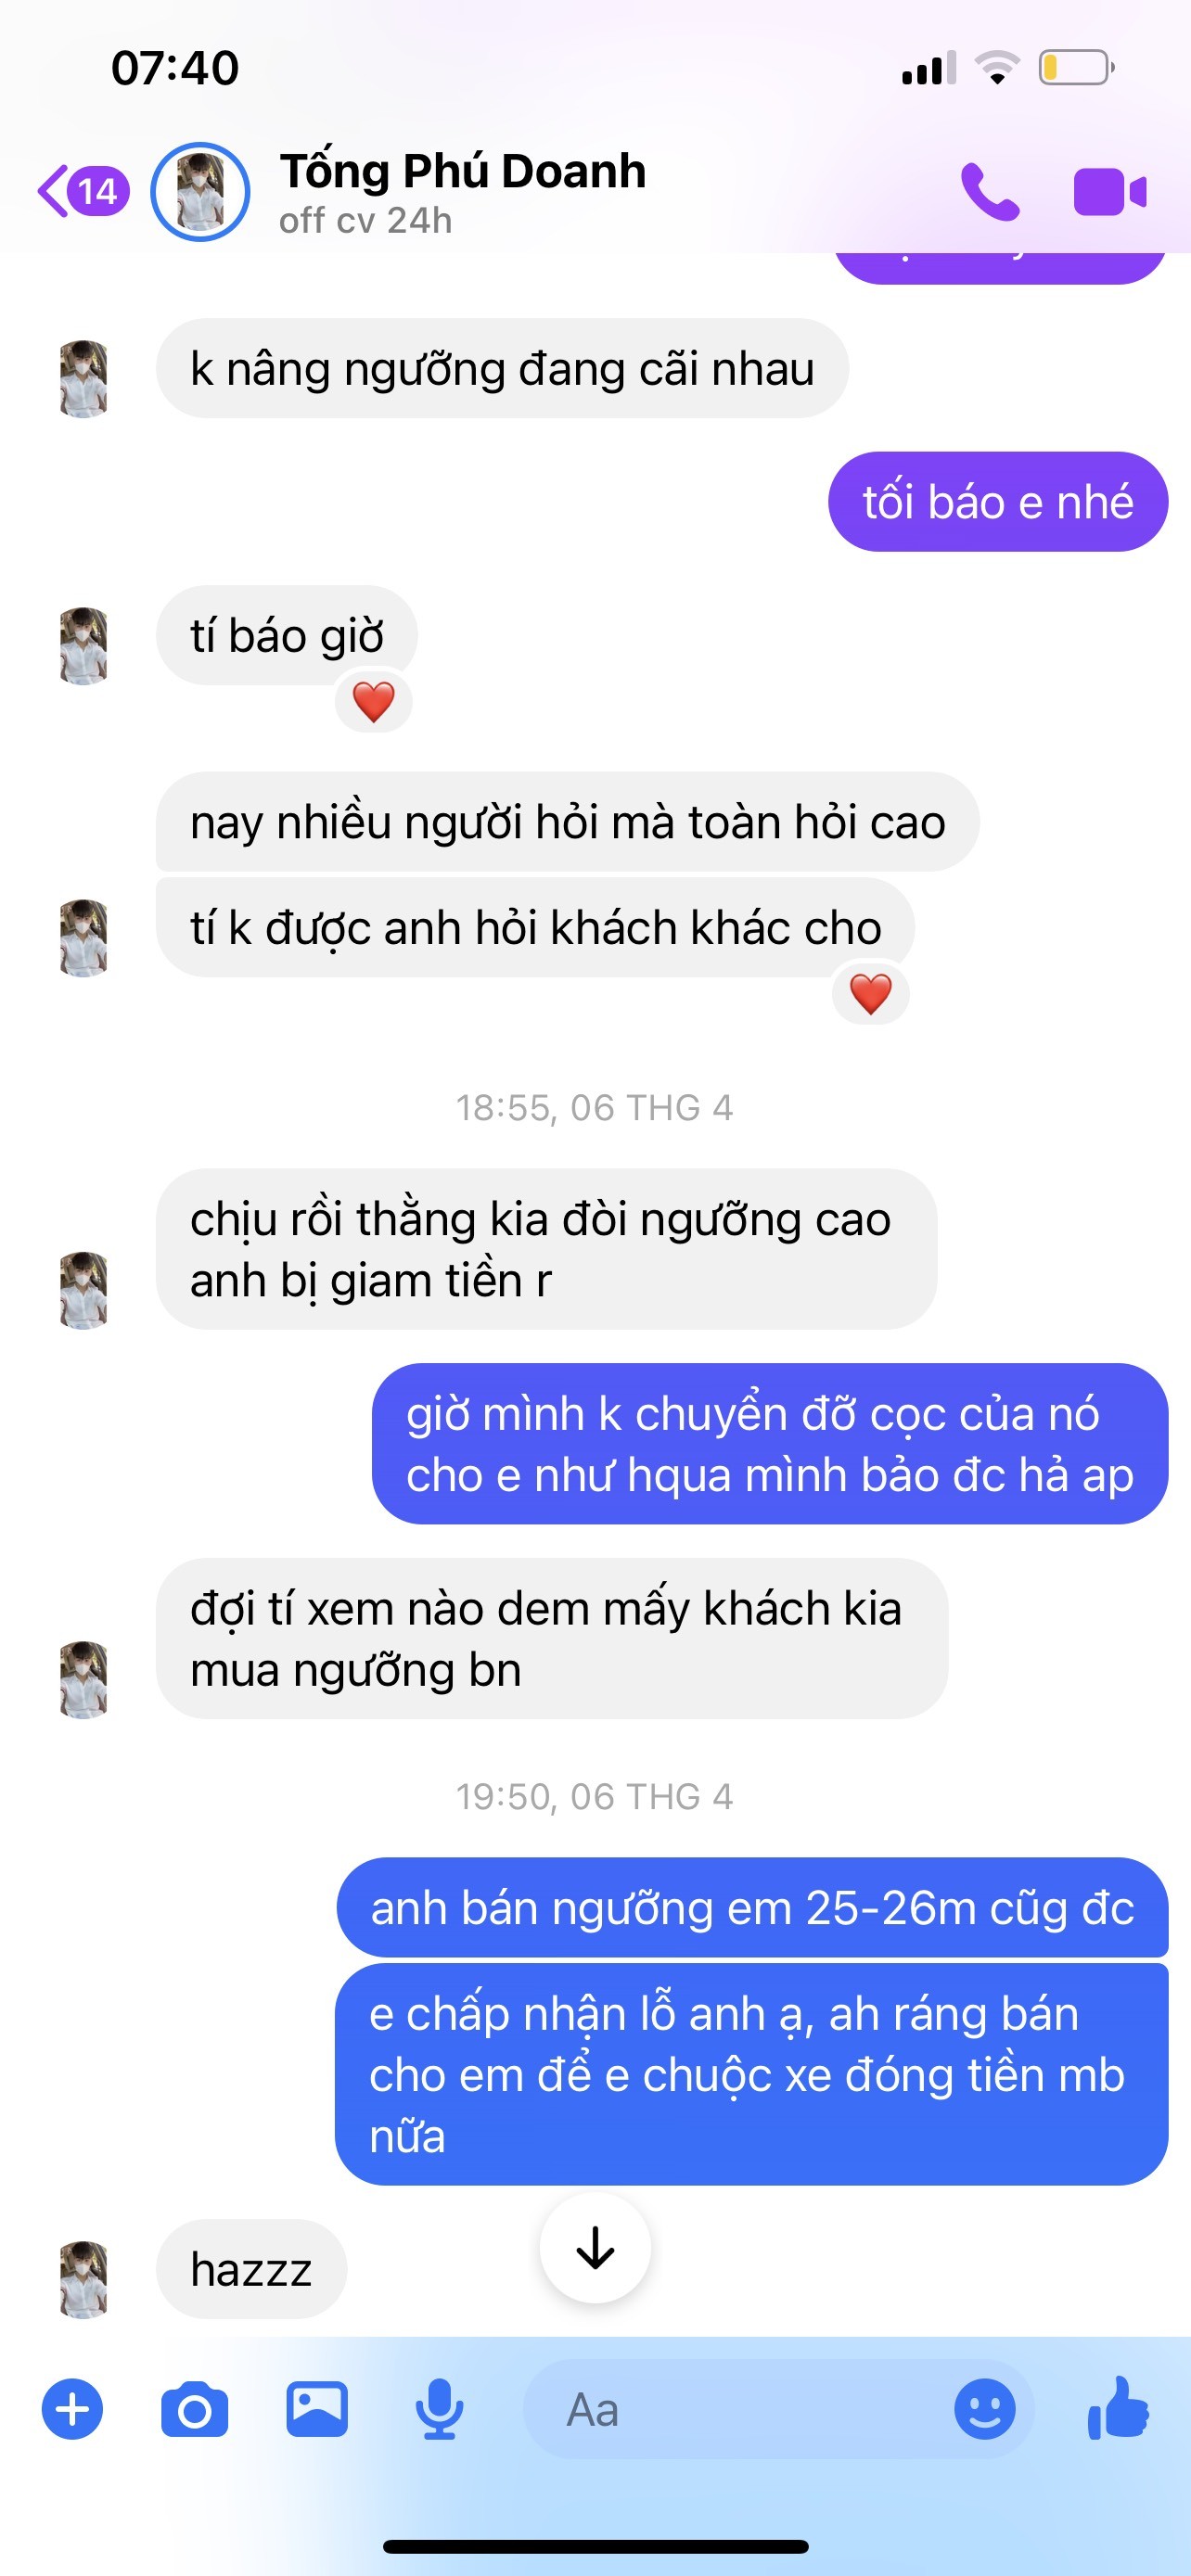 07:40
14
Tống Phú Doanh
off cv 24h
k nâng ngưỡng đang cãi nhau
tối báo e nhé
tí báo giờ
nay nhiều người hỏi mà toàn hỏi cao
tí k được anh hỏi khách khác cho
18:55, 06 THG 4
chịu rồi thằng kia đòi ngưỡng cao
anh bị giam tiền r
giờ mình k chuyển đỡ cọc của nó
cho e như hqua mình bảo đc hả ap
đợi tí xem nào dem mấy khách kia
mua ngưỡng bn
19:50, 06 THG 4
anh bán ngưỡng em 25-26m cũg đc
e chấp nhận lỗ anh ạ, ah ráng bán
cho em để e chuộc xe đóng tiền mb
nữa
hazzz
Aa